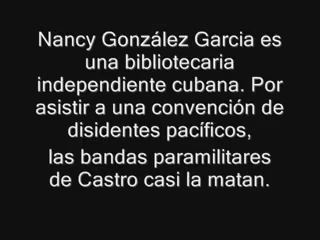 Nancy González Garcia es
una bibliotecaria
independiente cubana. Por
asistir a una convención de
disidentes pacíficos,
las bandas paramilitares
de Castro casi la matan.